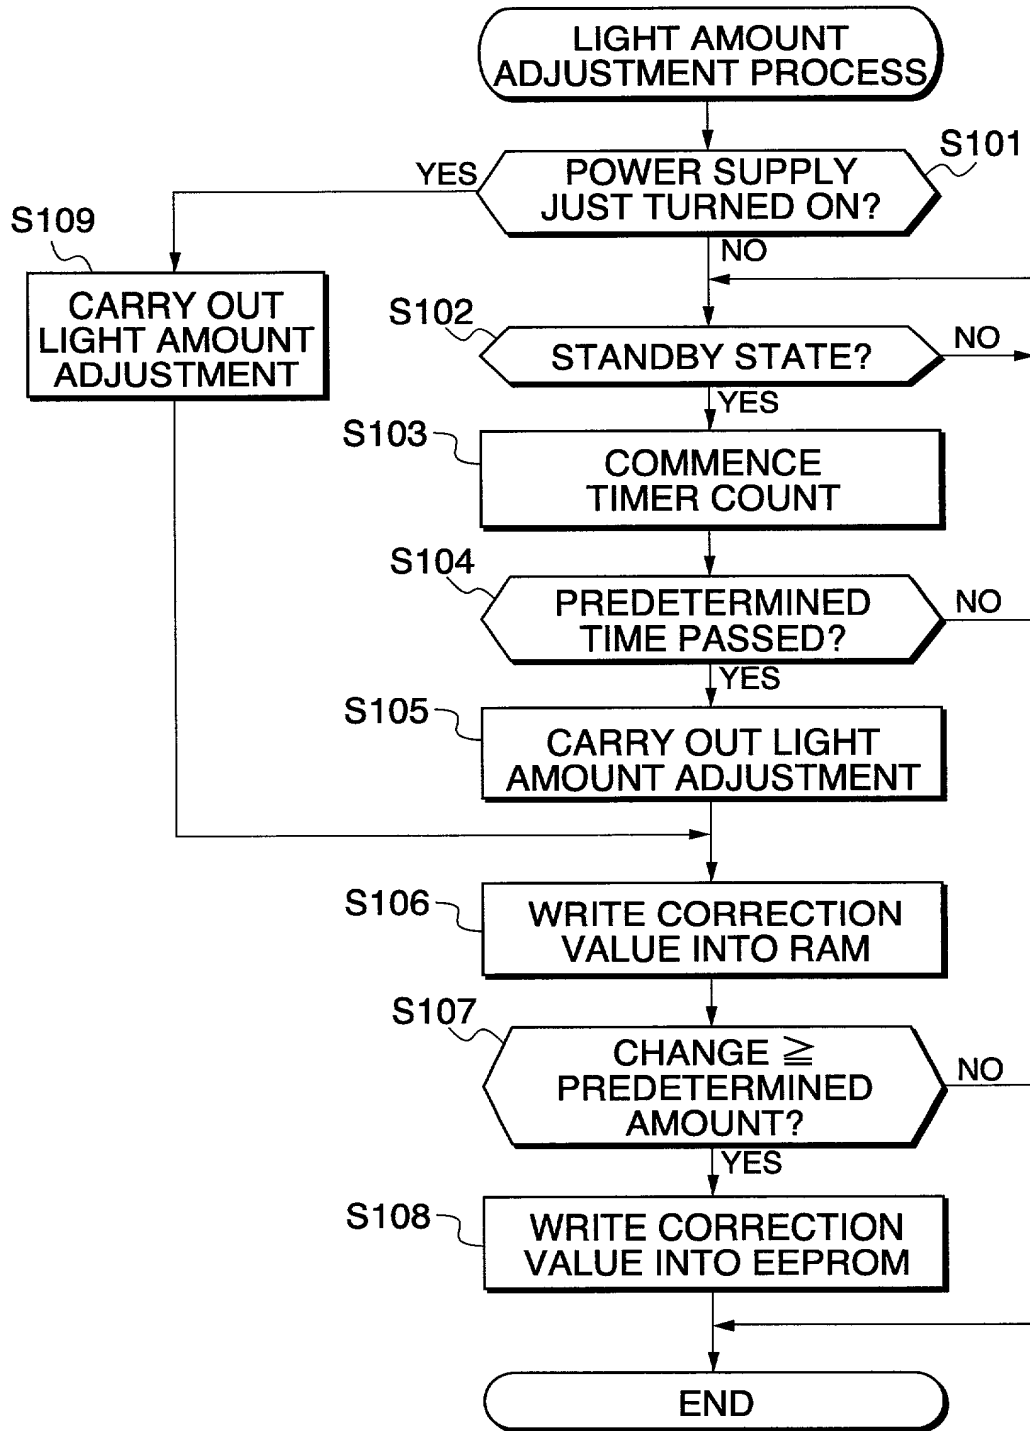 LIGHT AMOUNT
ADJUSTMENT PROCESS
S101
POWER SUPPLY
JUST TURNED ON?
YES
NO
S109
CARRY OUT
LIGHT AMOUNT
ADJUSTMENT
S102
STANDBY STATE?
NO
YES
S103
COMMENCE
TIMER COUNT
S104
PREDETERMINED
TIME PASSED?
NO
YES
S105
CARRY OUT LIGHT
AMOUNT ADJUSTMENT
S106
WRITE CORRECTION
VALUE INTO RAM
S107
CHANGE ≧
PREDETERMINED
AMOUNT?
NO
YES
S108
WRITE CORRECTION
VALUE INTO EEPROM
END